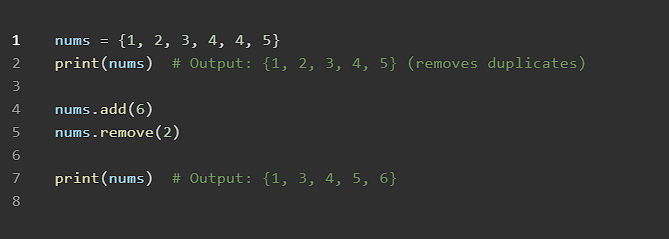 1 nums = {1, 2, 3, 4, 4, 5}
2 print(nums)  # Output: {1, 2, 3, 4, 5} (removes duplicates)
3
4 nums.add(6)
5 nums.remove(2)
6
7 print(nums)  # Output: {1, 3, 4, 5, 6}
8